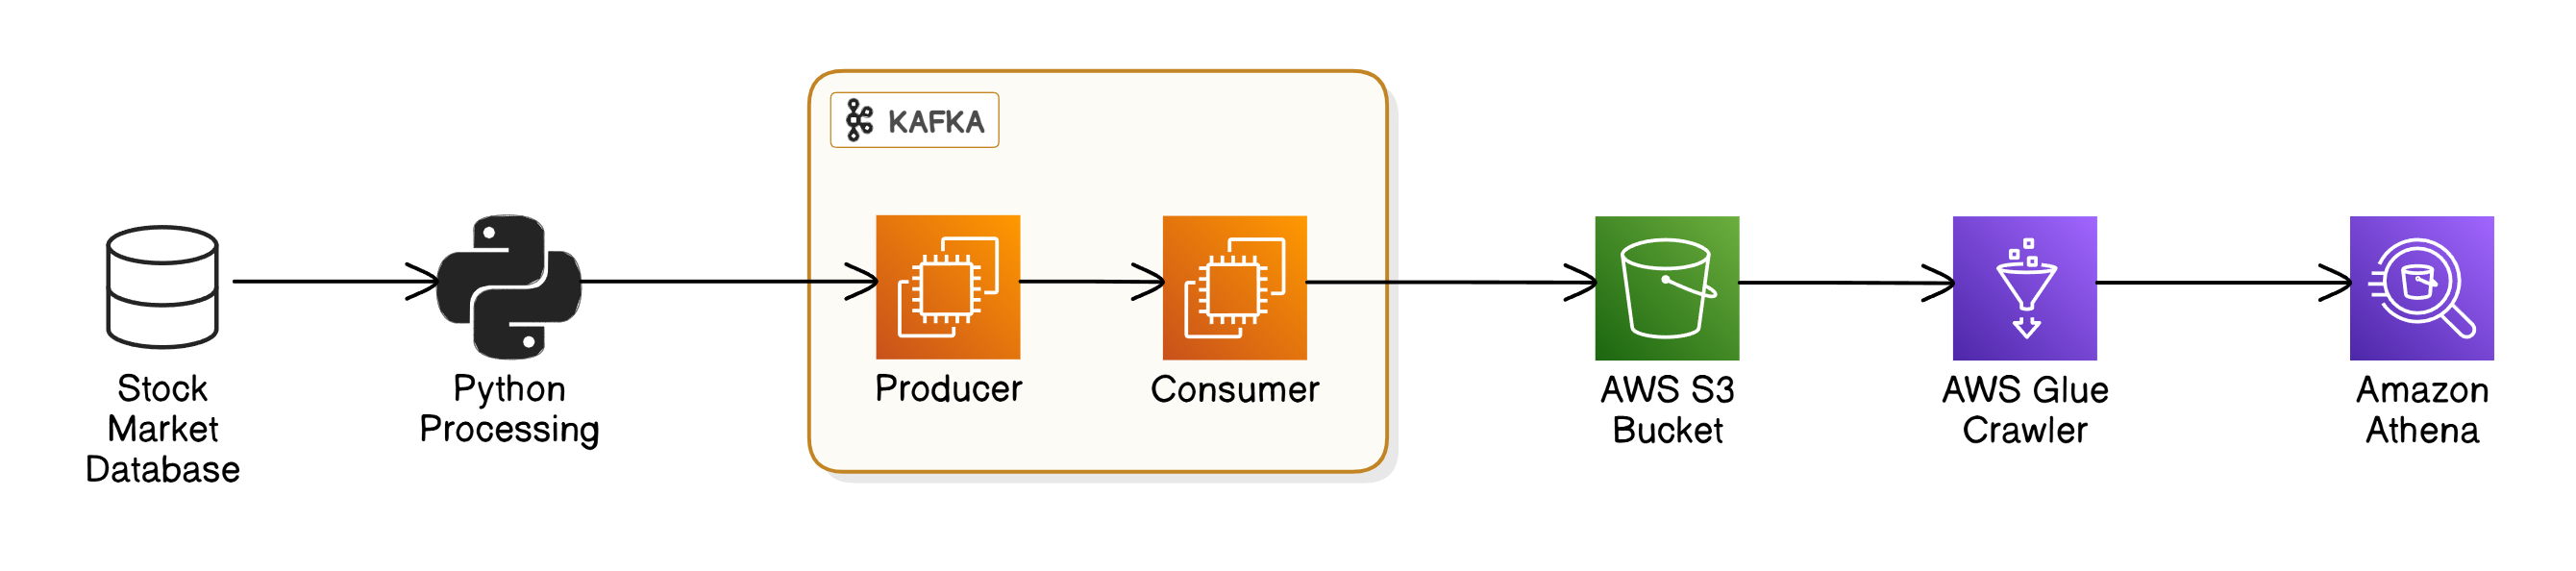 KAFKA
Stock
Market
Database
Python
Processing
Producer
Consumer
AWS S3
Bucket
AWS Glue
Crawler
Amazon
Athena